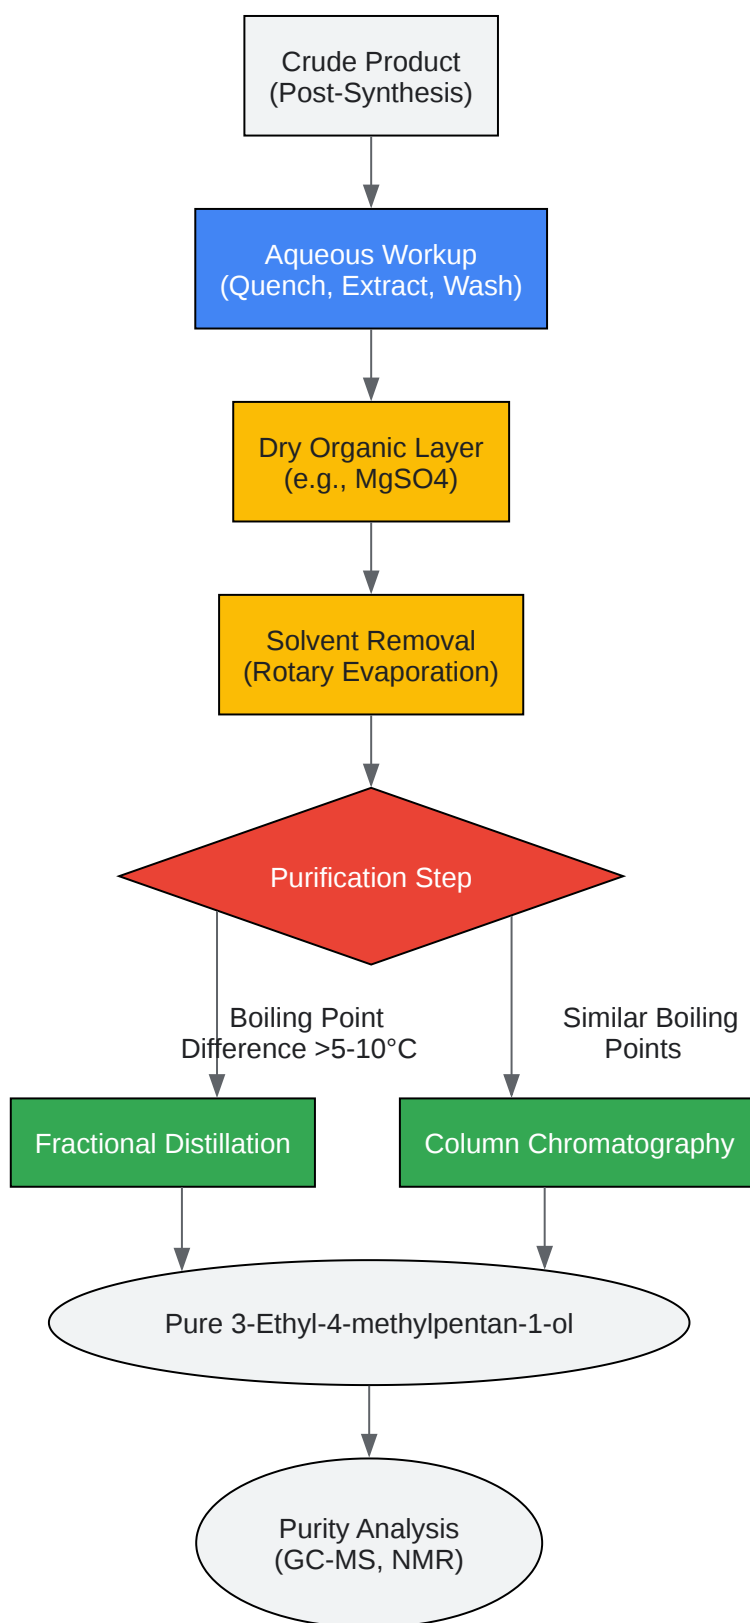 Crude Product
(Post-Synthesis)
Aqueous Workup
(Quench, Extract, Wash)
Dry Organic Layer
(e.g., MgSO4)
Solvent Removal
(Rotary Evaporation)
Purification Step
Boiling Point
Difference >5-10°C
Similar Boiling
Points
Fractional Distillation
Column Chromatography
Pure 3-Ethyl-4-methylpentan-1-ol
Purity Analysis
(GC-MS, NMR)